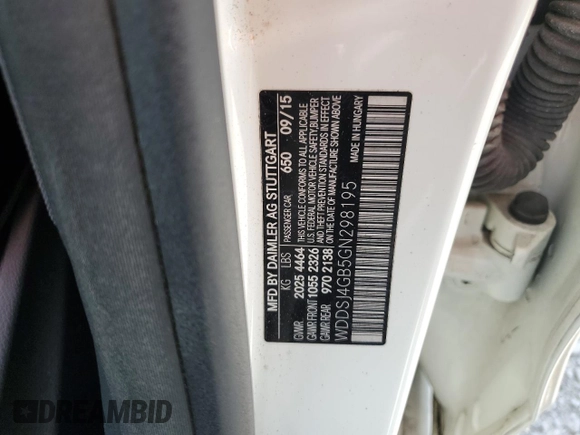 MFD BY DAIMLER AG STUTTGART
PASSENGER CAR 650 09/15
KG LBS
THIS VEHICLE CONFORMS TO ALL APPLICABLE
U.S. FEDERAL MOTOR VEHICLE SAFETY, BUMPER
AND THEFT PREVENTION STANDARDS IN EFFECT
ON THE DATE OF MANUFACTURE SHOWN ABOVE
GVWR 2025 4464
GAWR FRONT 1055 2326
GAWR REAR 970 2138
MADE IN HUNGARY
WDDSJ4GB5GN298195
DREAMBID